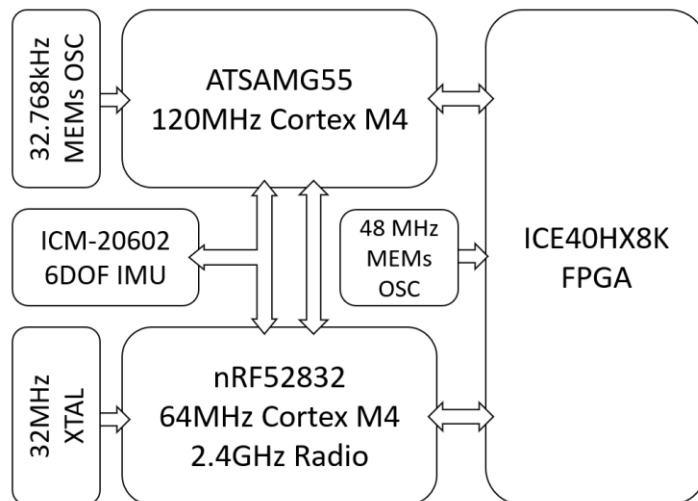 32.768kHz
MEMs OSC
ATSAMG55
120MHz Cortex M4
ICM-20602
6DOF IMU
48 MHz
MEMs
OSC
ICE40HX8K
FPGA
32MHz
XTAL
nRF52832
64MHz Cortex M4
2.4GHz Radio